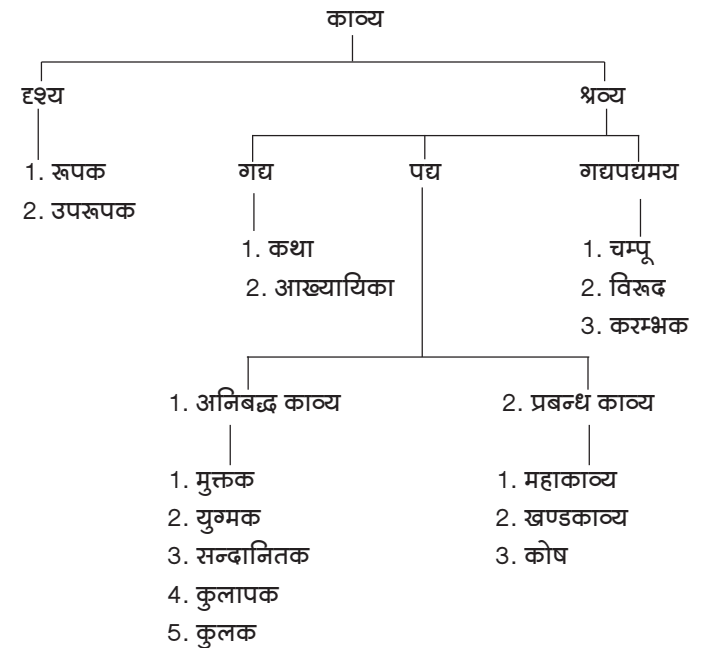 काव्य
दृश्य
श्रव्य
1. रूपक
2. उपरूपक
गद्य
पद्य
गद्यपद्यमय
1. कथा
2. आख्यायिका
1. चम्पू
2. विरूद
3. करम्भक
1. अनिबद्ध काव्य
2. प्रबन्ध काव्य
1. मुक्तक
2. युग्मक
3. सन्दानितक
4. कुलापक
5. कुलक
1. महाकाव्य
2. खण्डकाव्य
3. कोष